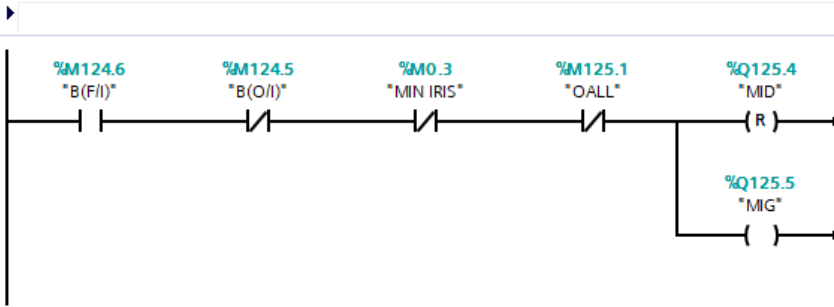 %M124.6 %M124.5 %M0.3 %M125.1 %Q125.4
"B(F/I)" "B(O/I)" "MIN IRIS" "OALL" "MID"
R
%Q125.5
"MIG"